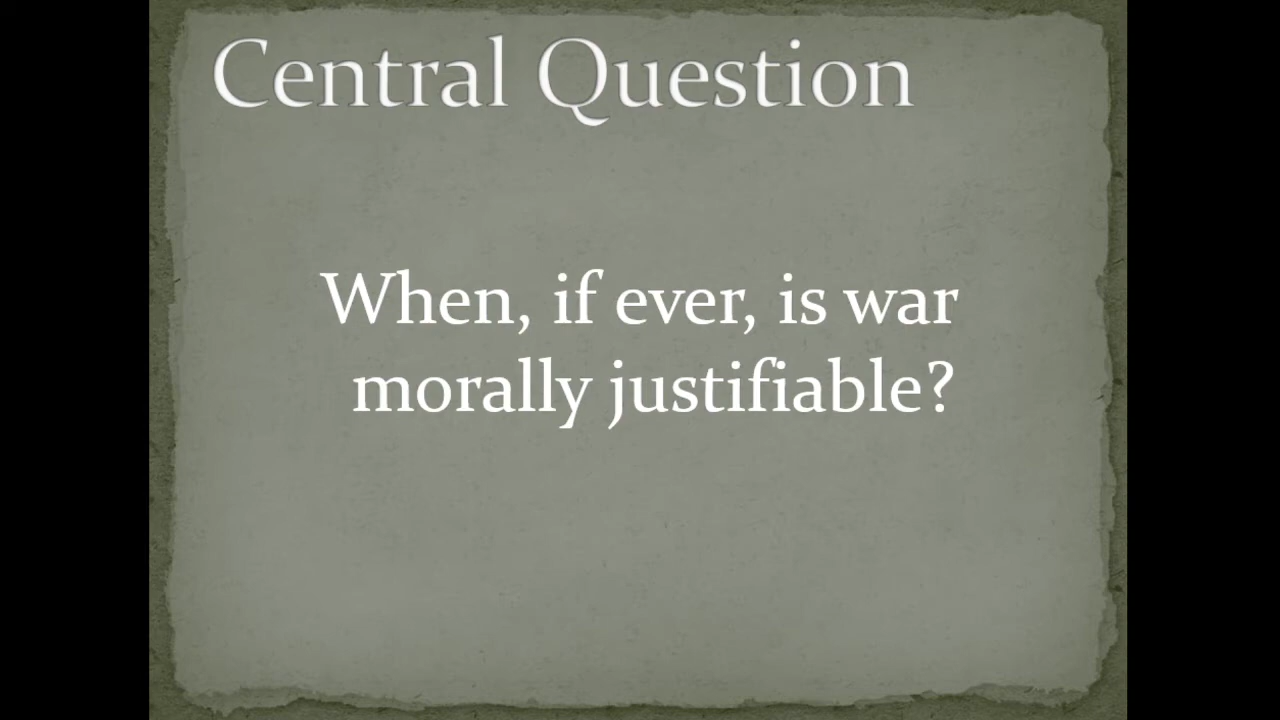 Central Question
When, if ever, is war
morally justifiable?